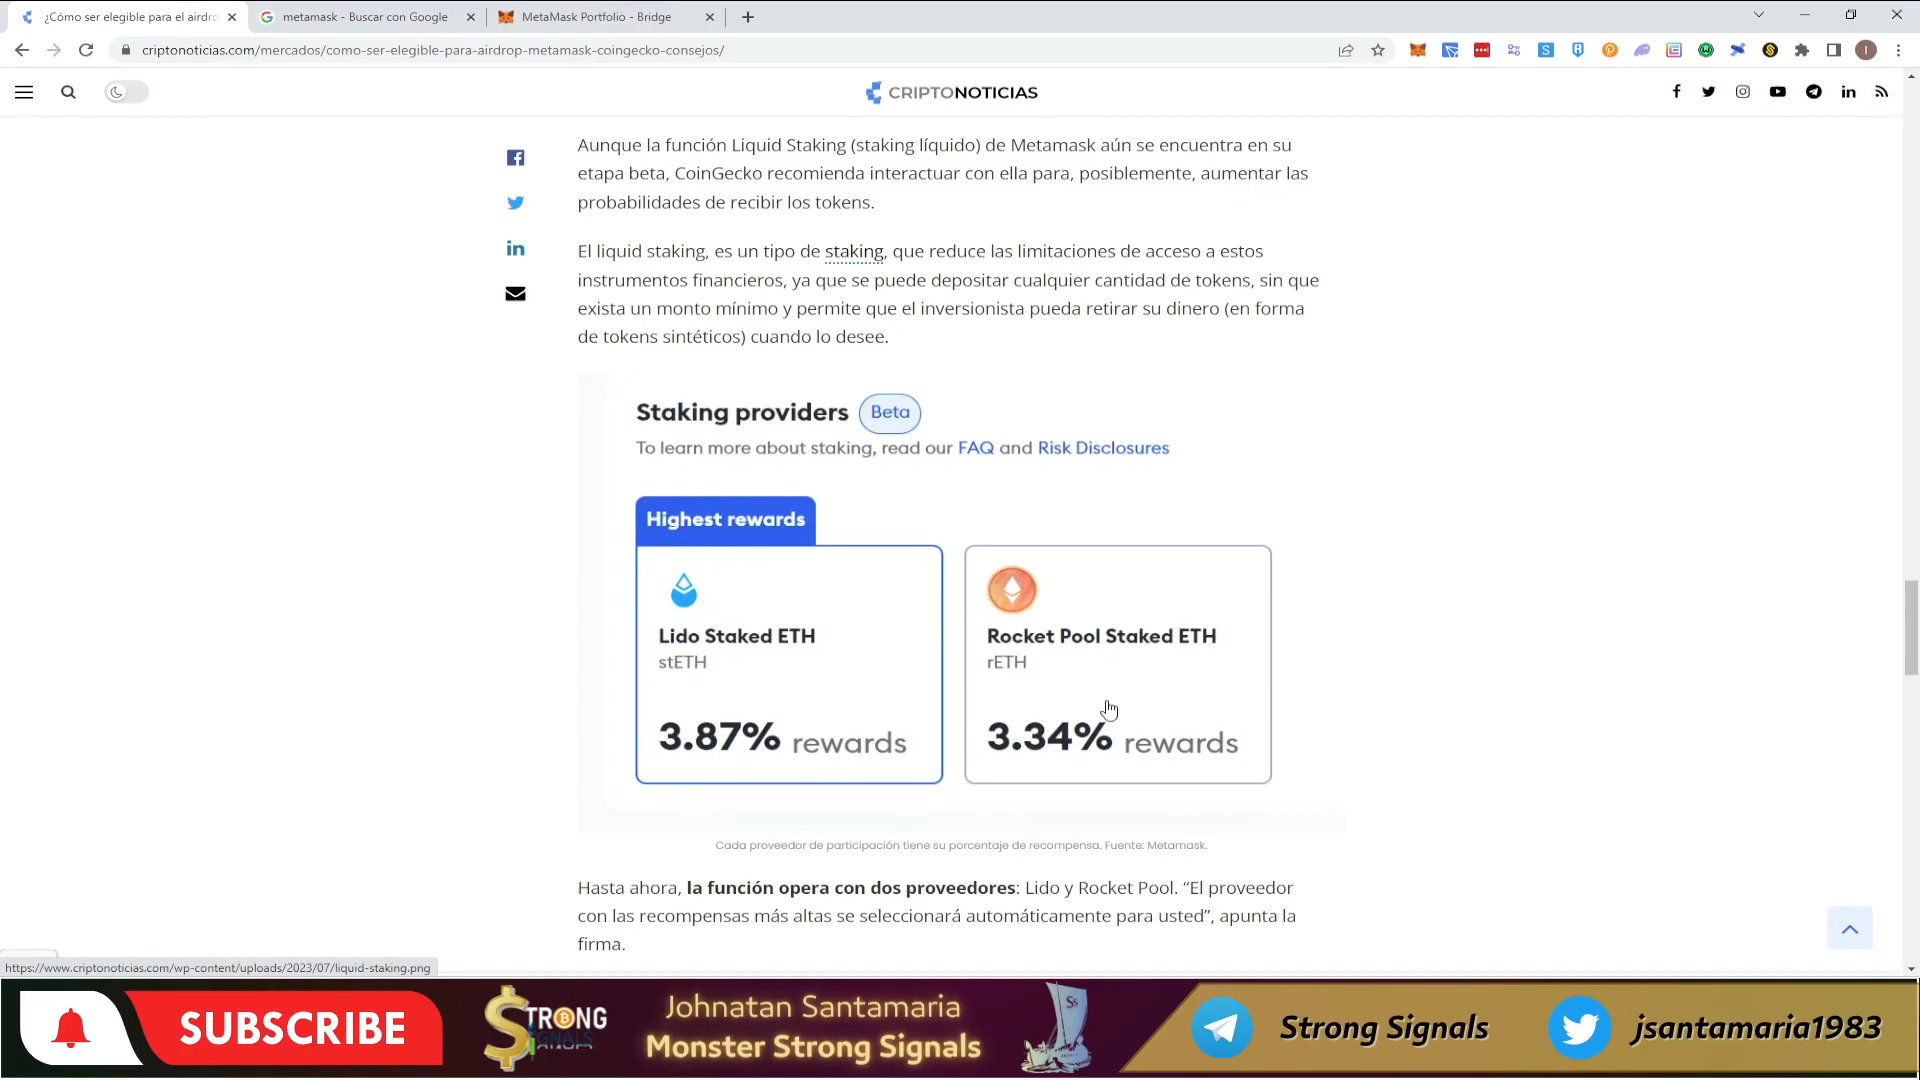 ¿Cómo ser elegible para el airdro
metamask - Buscar con Google
MetaMask Portfolio - Bridge
criptonoticias.com/mercados/como-ser-elegible-para-airdrop-metamask-coingecko-consejos/
CRIPTONOTICIAS
Aunque la función Liquid Staking (staking líquido) de Metamask aún se encuentra en su
etapa beta, CoinGecko recomienda interactuar con ella para, posiblemente, aumentar las
probabilidades de recibir los tokens.
El liquid staking, es un tipo de staking, que reduce las limitaciones de acceso a estos
instrumentos financieros, ya que se puede depositar cualquier cantidad de tokens, sin que
exista un monto mínimo y permite que el inversionista pueda retirar su dinero (en forma
de tokens sintéticos) cuando lo desee.
Staking providers Beta
To learn more about staking, read our FAQ and Risk Disclosures
Highest rewards
Lido Staked ETH
stETH
3.87% rewards
Rocket Pool Staked ETH
rETH
3.34% rewards
Cada proveedor de participación tiene su porcentaje de recompensa. Fuente: Metamask.
Hasta ahora, la función opera con dos proveedores: Lido y Rocket Pool. “El proveedor
con las recompensas más altas se seleccionará automáticamente para usted”, apunta la
firma.
https://www.criptonoticias.com/wp-content/uploads/2023/07/liquid-staking.png
SUBSCRIBE
STRONG
SIGNALS
Johnatan Santamaria
Monster Strong Signals
Ss
Strong Signals
jsantamaria1983